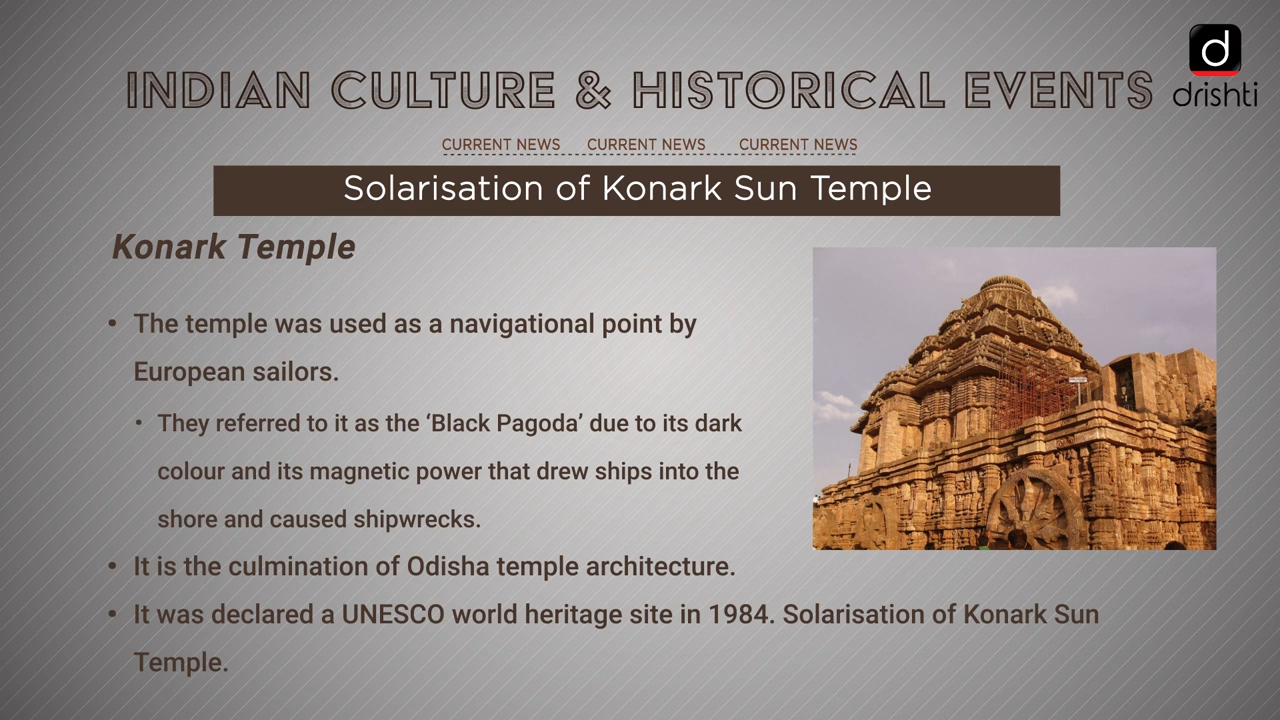 INDIAN CULTURE & HISTORICAL EVENTS
d
drishti
CURRENT NEWS CURRENT NEWS CURRENT NEWS
Solarisation of Konark Sun Temple
Konark Temple
• The temple was used as a navigational point by
European sailors.
• They referred to it as the ‘Black Pagoda’ due to its dark
colour and its magnetic power that drew ships into the
shore and caused shipwrecks.
• It is the culmination of Odisha temple architecture.
• It was declared a UNESCO world heritage site in 1984. Solarisation of Konark Sun
Temple.